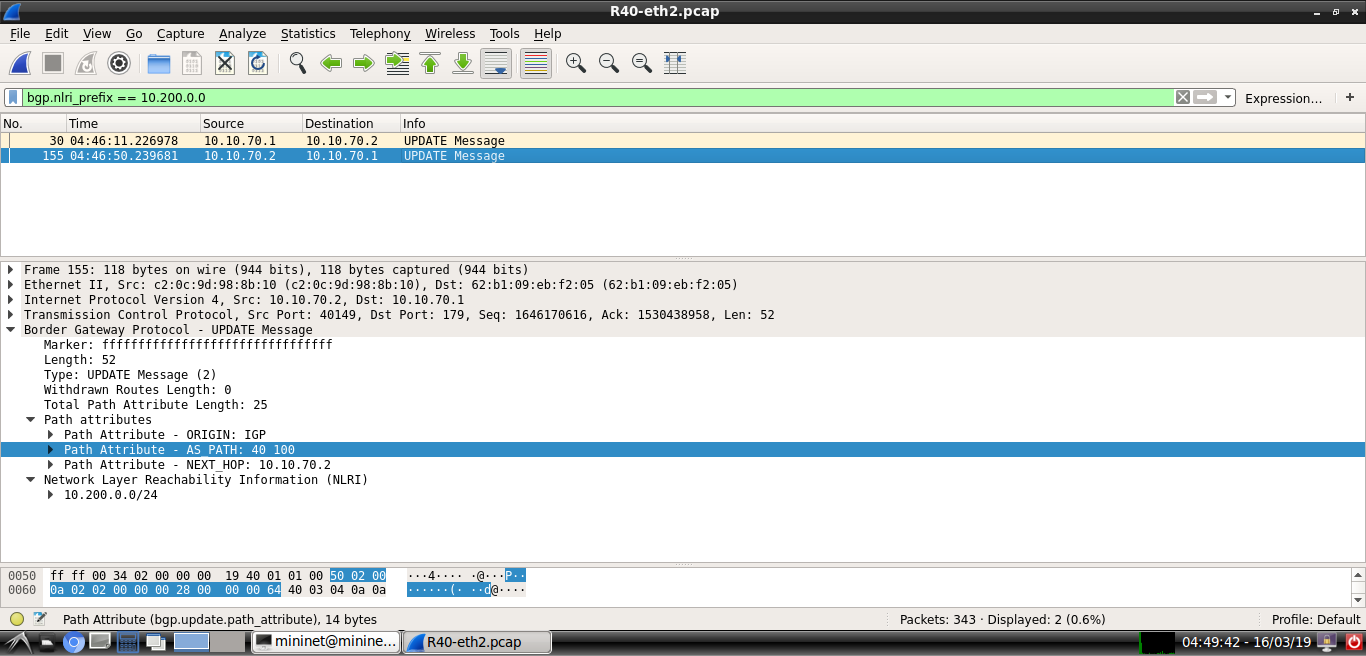 R40-eth2.pcap
File Edit View Go Capture Analyze Statistics Telephony Wireless Tools Help
bgp.nlri_prefix == 10.200.0.0 Expression… +
No. Time Source Destination Info
30 04:46:11.226978 10.10.70.1 10.10.70.2 UPDATE Message
155 04:46:50.239681 10.10.70.2 10.10.70.1 UPDATE Message
Frame 155: 118 bytes on wire (944 bits), 118 bytes captured (944 bits)
Ethernet II, Src: c2:0c:9d:98:8b:10 (c2:0c:9d:98:8b:10), Dst: 62:b1:09:eb:f2:05 (62:b1:09:eb:f2:05)
Internet Protocol Version 4, Src: 10.10.70.2, Dst: 10.10.70.1
Transmission Control Protocol, Src Port: 40149, Dst Port: 179, Seq: 1646170616, Ack: 1530438958, Len: 52
Border Gateway Protocol - UPDATE Message
Marker: ffffffffffffffffffffffffffffffff
Length: 52
Type: UPDATE Message (2)
Withdrawn Routes Length: 0
Total Path Attribute Length: 25
Path attributes
Path Attribute - ORIGIN: IGP
Path Attribute - AS_PATH: 40 100
Path Attribute - NEXT_HOP: 10.10.70.2
Network Layer Reachability Information (NLRI)
10.200.0.0/24
0050 ff ff 00 34 02 00 00 00 19 40 01 01 00 50 02 00 ···4···· ·@···P··
0060 0a 02 02 00 00 00 28 00 00 00 64 40 03 04 0a 0a ······(· ··d@····
Path Attribute (bgp.update.path_attribute), 14 bytes Packets: 343 · Displayed: 2 (0.6%) Profile: Default
mininet@minine... R40-eth2.pcap 04:49:42 - 16/03/19